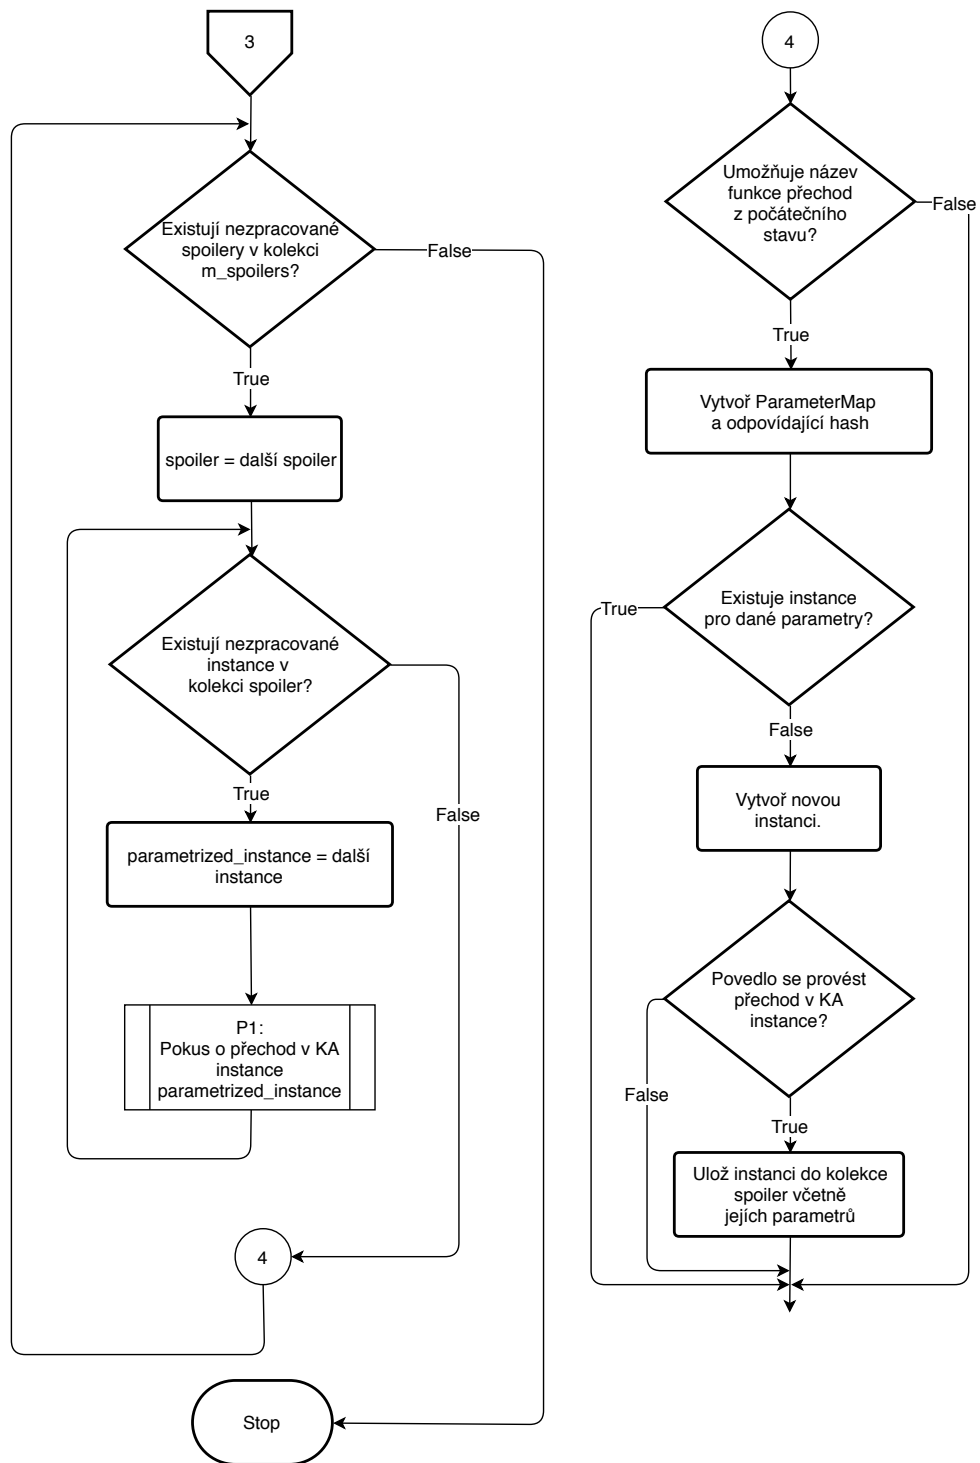 3
Existují nezpracované
spoilery v kolekci
m_spoilers?
False
True
spoiler = další spoiler
Existují nezpracované
instance v
kolekci spoiler?
True
False
parametrized_instance = další
instance
P1:
Pokus o přechod v KA
instance
parametrized_instance
4
Stop
4
Umožňuje název
funkce přechod
z počátečního
stavu?
False
True
Vytvoř ParameterMap
a odpovídající hash
Existuje instance
pro dané parametry?
True
False
Vytvoř novou
instanci.
Povedlo se provést
přechod v KA
instance?
False
True
Ulož instanci do kolekce
spoiler včetně
jejích parametrů